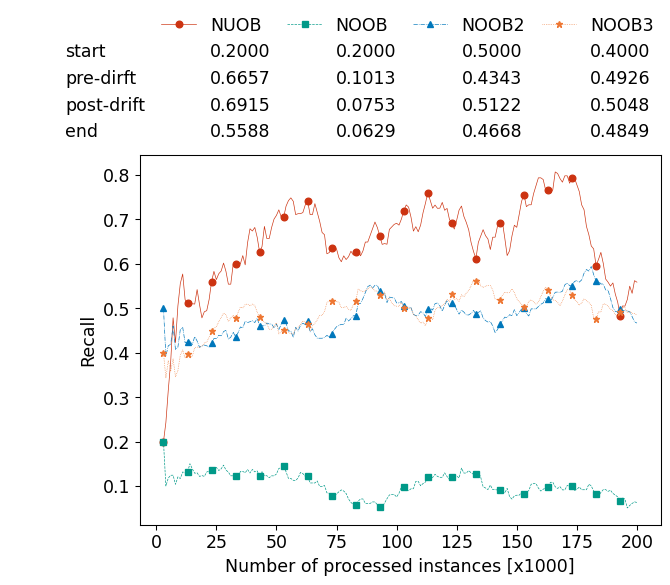 NUOB NOOB NOOB2 NOOB3
start 0.2000 0.2000 0.5000 0.4000
pre-dirft 0.6657 0.1013 0.4343 0.4926
post-drift 0.6915 0.0753 0.5122 0.5048
end 0.5588 0.0629 0.4668 0.4849
0.8
0.7
0.6
0.5
0.4
0.3
0.2
0.1
Recall
0 25 50 75 100 125 150 175 200
Number of processed instances [x1000]